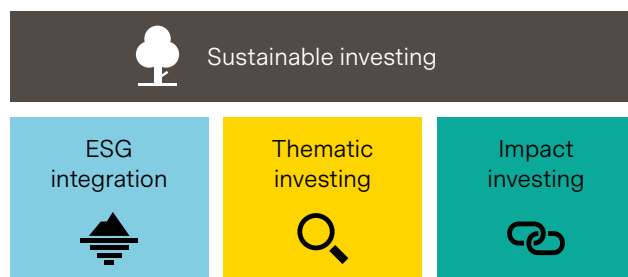 Sustainable investing
ESG
integration
Thematic
investing
Impact
investing